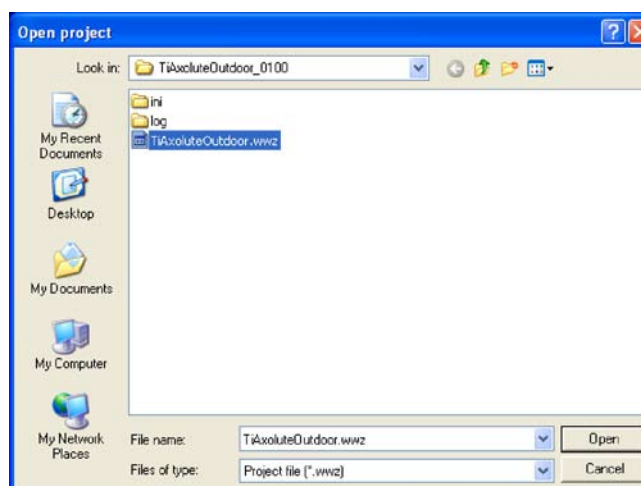 Open project
Look in:
TiAxoluteOutdoor_0100
ini
log
TiAxoluteOutdoor.wwz
My Recent
Documents
Desktop
My Documents
My Computer
My Network
Places
File name:
TiAxoluteOutdoor.wwz
Open
Files of type:
Project file (*.wwz)
Cancel